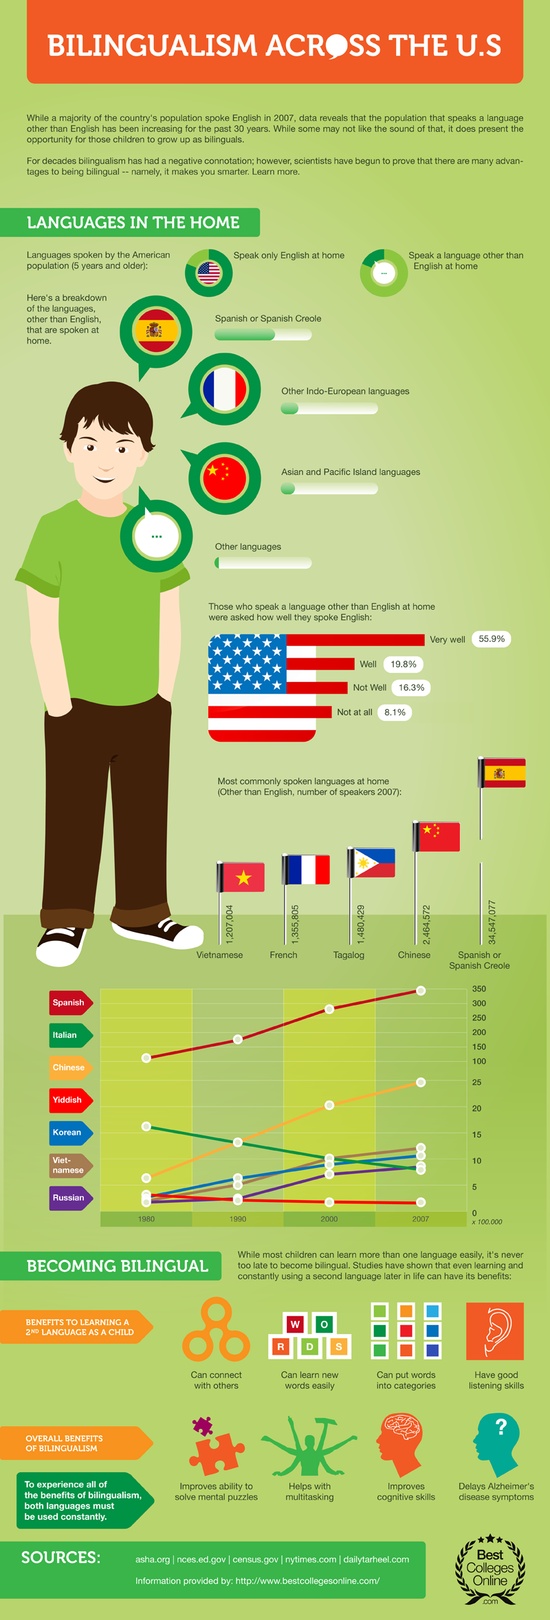 BILINGUALISM ACROSS THE U.S
While a majority of the country's population spoke English in 2007, data reveals that the population that speaks a language
other than English has been increasing for the past 30 years. While some may not like the sound of that, it does present the
opportunity for those children to grow up as bilinguals.
For decades bilingualism has had a negative connotation; however, scientists have begun to prove that there are many advan-
tages to being bilingual -- namely, it makes you smarter. Learn more.
LANGUAGES IN THE HOME
Languages spoken by the American
population (5 years and older):
Speak only English at home
Speak a language other than
English at home
Here's a breakdown
of the languages,
other than English,
that are spoken at
home.
Spanish or Spanish Creole
Other Indo-European languages
Asian and Pacific Island languages
Other languages
Those who speak a language other than English at home
were asked how well they spoke English:
Very well 55.9%
Well 19.8%
Not Well 16.3%
Not at all 8.1%
Most commonly spoken languages at home
(Other than English, number of speakers 2007):
1,207,004
1,355,805
1,480,429
2,464,572
34,547,077
Vietnamese
French
Tagalog
Chinese
Spanish or
Spanish Creole
Spanish
Italian
Chinese
Yiddish
Korean
Viet-
namese
Russian
350
300
250
200
150
100
25
20
15
10
5
0
x 100.000
1980
1990
2000
2007
BECOMING BILINGUAL
While most children can learn more than one language easily, it's never
too late to become bilingual. Studies have shown that even learning and
constantly using a second language later in life can have its benefits:
BENEFITS TO LEARNING A
2ND LANGUAGE AS A CHILD
W O
R D S
Can connect
with others
Can learn new
words easily
Can put words
into categories
Have good
listening skills
OVERALL BENEFITS
OF BILINGUALISM
?
Improves ability to
solve mental puzzles
Helps with
multitasking
Improves
cognitive skills
Delays Alzheimer's
disease symptoms
To experience all of
the benefits of bilingualism,
both languages must
be used constantly.
SOURCES:
asha.org | nces.ed.gov | census.gov | nytimes.com | dailytarheel.com
Information provided by: http://www.bestcollegesonline.com/
Best
Colleges
Online
.com